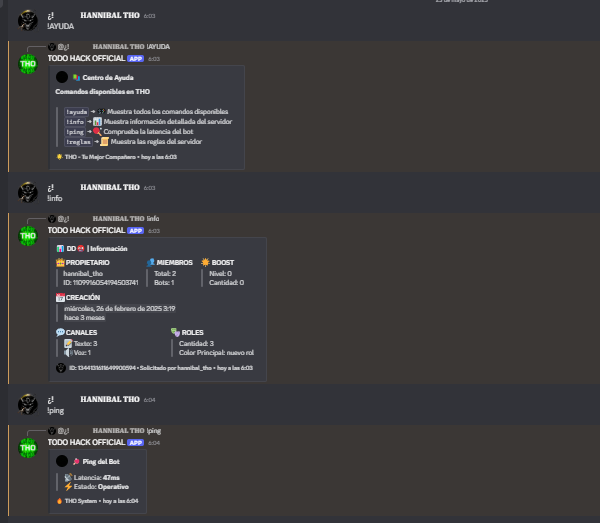 23 de mayo de 2025
¿! HANNIBAL THO 6:03
!AYUDA
@¿! HANNIBAL THO !AYUDA
THO
TODO HACK OFFICIAL APP 6:03
Centro de Ayuda
Comandos disponibles en THO
!ayuda → Muestra todos los comandos disponibles
!info → Muestra información detallada del servidor
!ping → Comprueba la latencia del bot
!reglas → Muestra las reglas del servidor
THO - Tu Mejor Compañero • hoy a las 6:03
¿! HANNIBAL THO 6:03
!info
@¿! HANNIBAL THO !info
THO
TODO HACK OFFICIAL APP 6:03
DD | Información
PROPIETARIO MIEMBROS BOOST
hannibal_tho Total: 2 Nivel: 0
ID: 1109916054194503741 Bots: 1 Cantidad: 0
CREACIÓN
miércoles, 26 de febrero de 2025 3:19
hace 3 meses
CANALES ROLES
Texto: 3 Cantidad: 3
Voz: 1 Color Principal: nuevo rol
ID: 1344131611649900594 • Solicitado por hannibal_tho • hoy a las 6:03
¿! HANNIBAL THO 6:04
!ping
@¿! HANNIBAL THO !ping
THO
TODO HACK OFFICIAL APP 6:04
Ping del Bot
Latencia: 47ms
Estado: Operativo
THO System • hoy a las 6:04